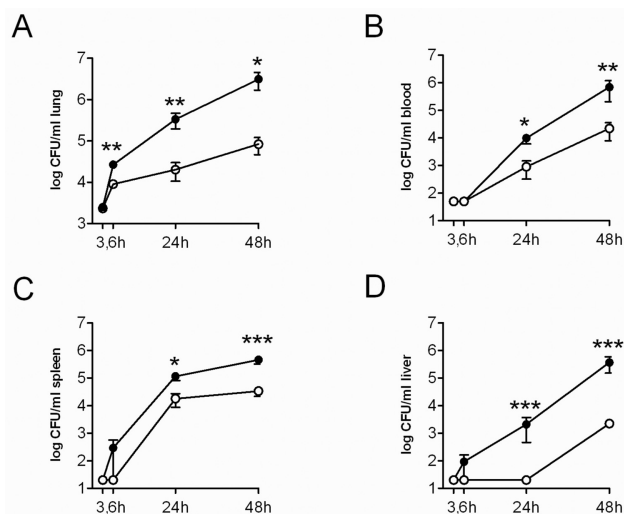 A
log CFU/ml lung
7
6
5
4
3
** ** *
3,6h 24h 48h
B
log CFU/ml blood
7
6
5
4
3
2
1
* **
3,6h 24h 48h
C
log CFU/ml spleen
7
6
5
4
3
2
1
* ***
3,6h 24h 48h
D
log CFU/ml liver
7
6
5
4
3
2
1
*** ***
3,6h 24h 48h